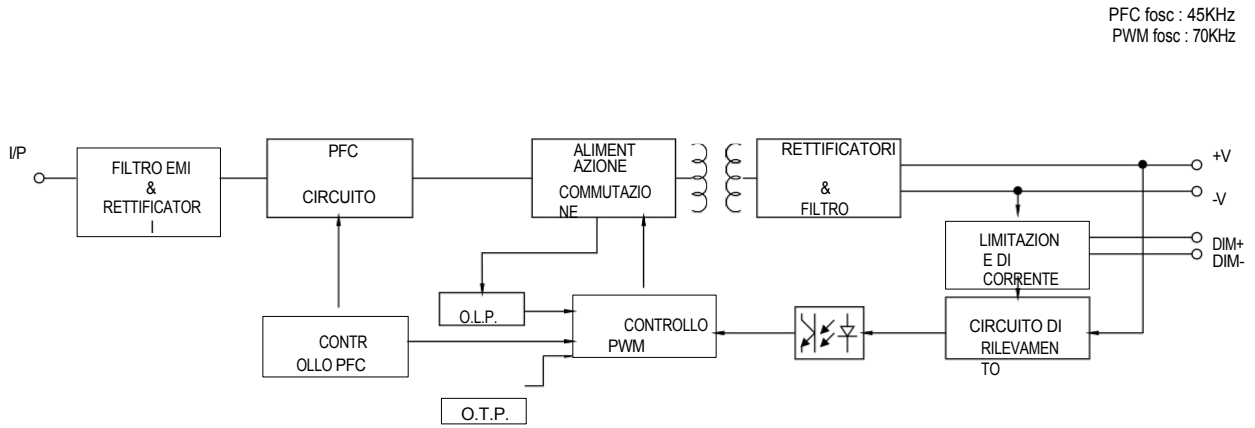 PFC fosc : 45KHz
PWM fosc : 70KHz
I/P
FILTRO EMI
&
RETTIFICATOR
I
PFC
CIRCUITO
ALIMENT
AZIONE
COMMUTAZIO
NE
RETTIFICATORI
&
FILTRO
+V
-V
LIMITAZION
E DI
CORRENTE
DIM+
DIM-
O.L.P.
CONTROLLO
PWM
CIRCUITO DI
RILEVAMEN
TO
CONTR
OLLO PFC
O.T.P.